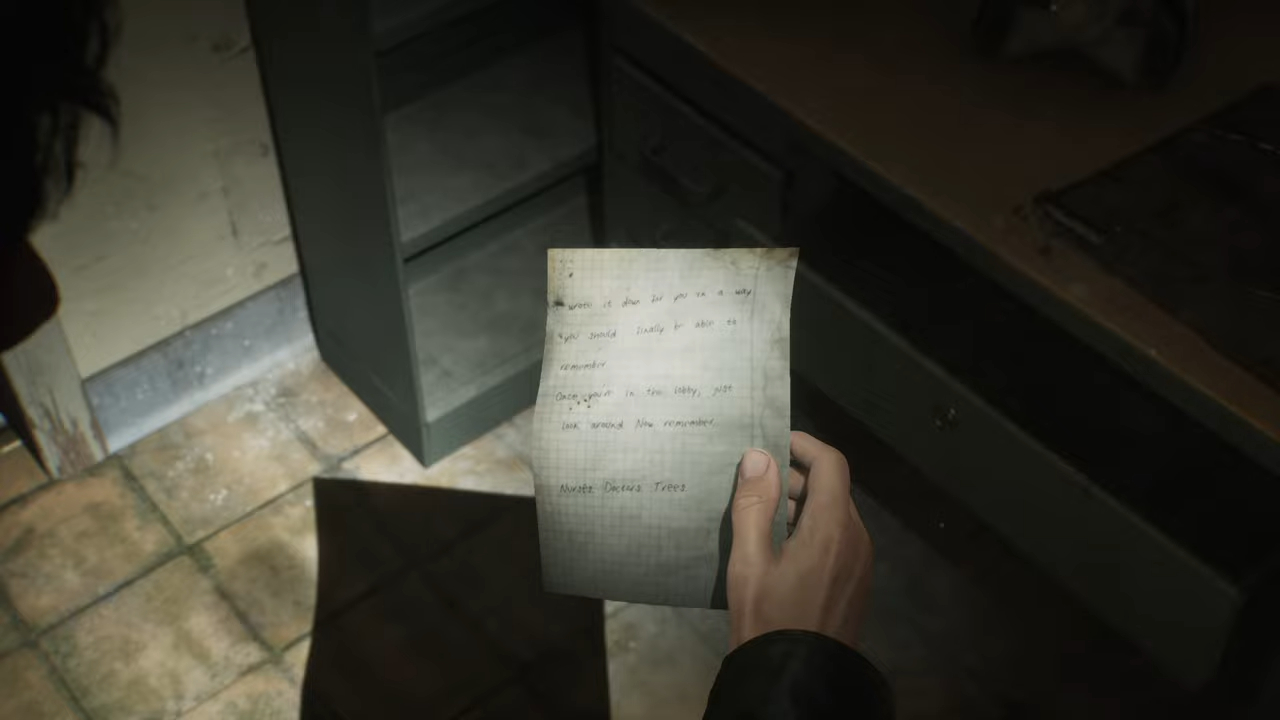 wrote it down for you in a way
you should finally be able to
remember
Once you're in the lobby, just
look around. Now remember.
Nurses. Doctors. Trees.